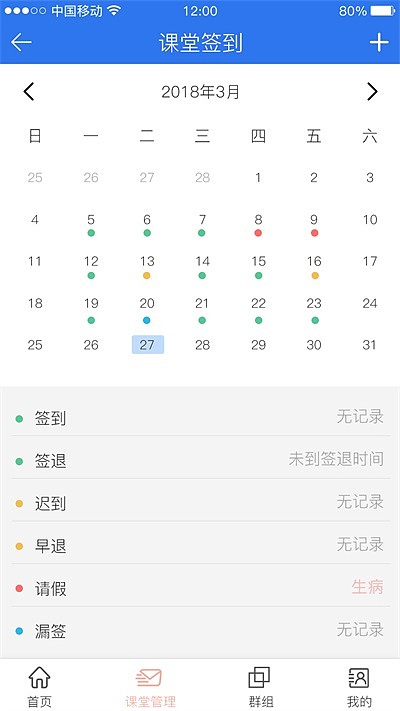 中国移动 12:00 80%
课堂签到
2018年3月
日 一 二 三 四 五 六
25 26 27 28 1 2 3
4 5 6 7 8 9 10
11 12 13 14 15 16 17
18 19 20 21 22 23 24
25 26 27 28 29 30 31
签到 无记录
签退 未到签退时间
迟到 无记录
早退 无记录
请假 生病
漏签 无记录
首页 课堂管理 群组 我的